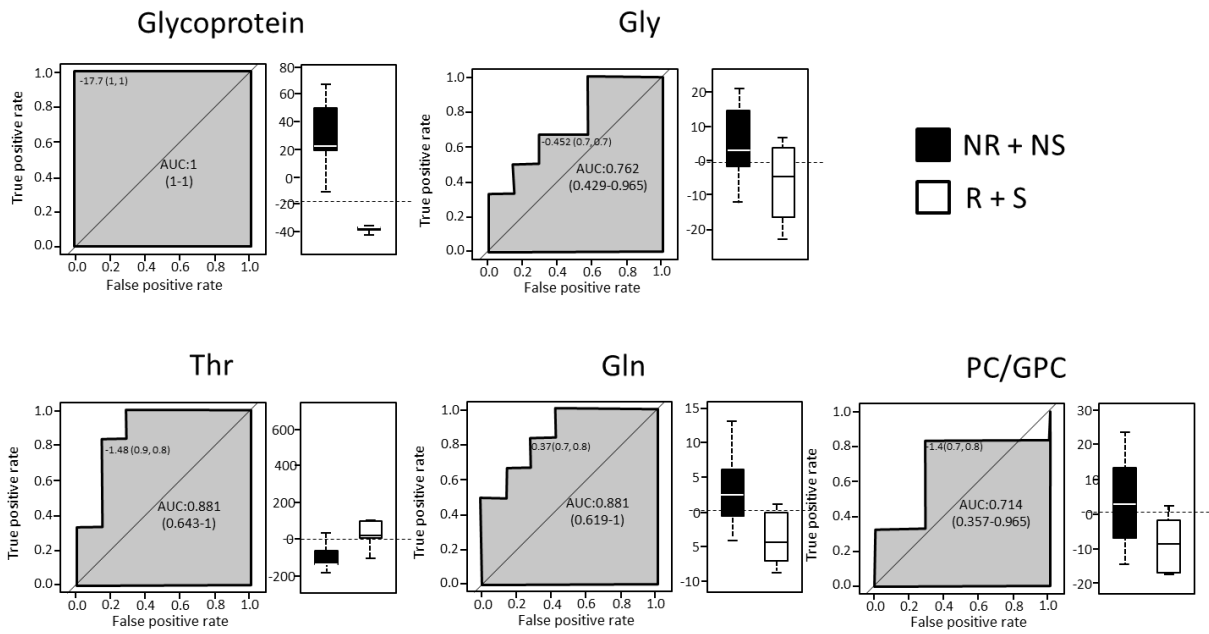 Glycoprotein
Gly
True positive rate
1.0
0.8
0.6
0.4
0.2
0.0
-17.7 (1, 1)
AUC:1
(1-1)
0.0 0.2 0.4 0.6 0.8 1.0
False positive rate
80
60
40
20
0
-20
-40
True positive rate
1.0
0.8
0.6
0.4
0.2
0.0
-0.452 (0.7, 0.7)
AUC:0.762
(0.429-0.965)
0.0 0.2 0.4 0.6 0.8 1.0
False positive rate
20
10
0
-10
-20
NR + NS
R + S
Thr
Gln
PC/GPC
True positive rate
1.0
0.8
0.6
0.4
0.2
0.0
-1.48 (0.9, 0.8)
AUC:0.881
(0.643-1)
0.0 0.2 0.4 0.6 0.8 1.0
False positive rate
600
400
200
-0
-200
True positive rate
1.0
0.8
0.6
0.4
0.2
0.0
0.37(0.7, 0.8)
AUC:0.881
(0.619-1)
0.0 0.2 0.4 0.6 0.8 1.0
False positive rate
15
10
5
0
5
-10
True positive rate
1.0
0.8
0.6
0.4
0.2
0.0
-1.4(0.7, 0.8)
AUC:0.714
(0.357-0.965)
0.0 0.2 0.4 0.6 0.8 1.0
False positive rate
30
20
10
0
-10
-20